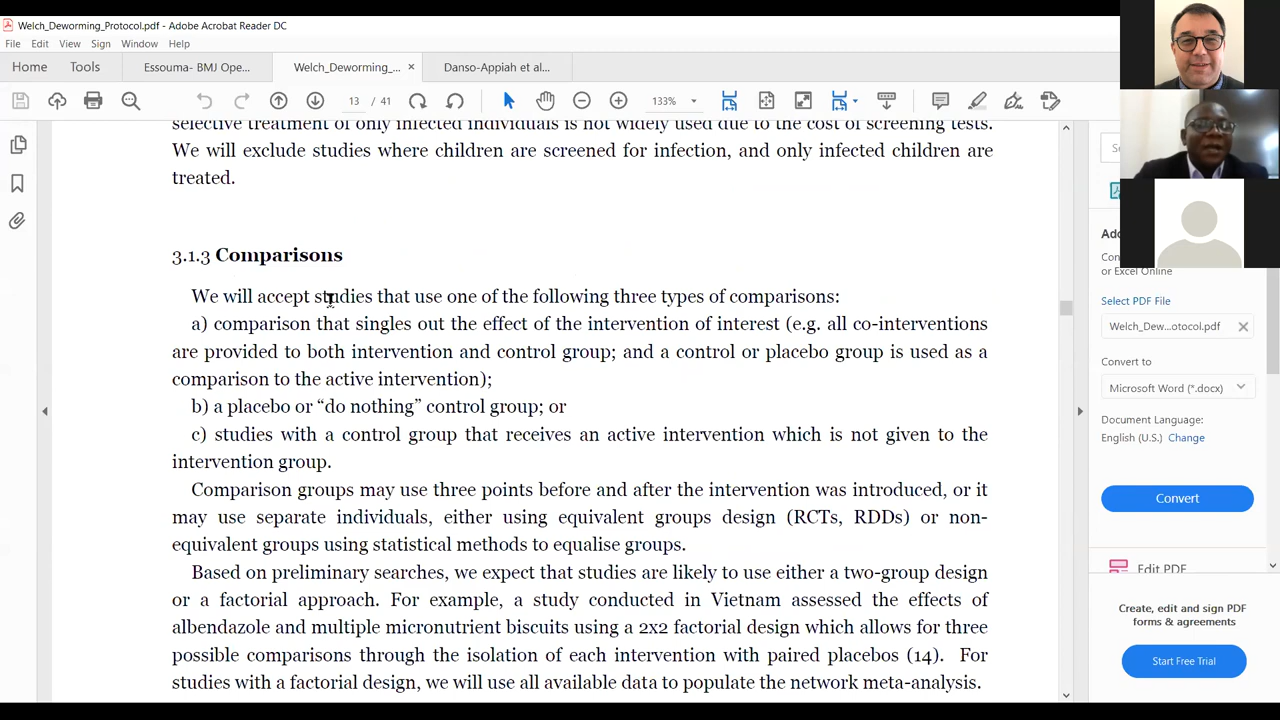 Welch_Deworming_Protocol.pdf - Adobe Acrobat Reader DC
File Edit View Sign Window Help
Home Tools Essouma- BMJ Ope... Welch_Deworming_... × Danso-Appiah et al...
13 / 41 133%
selective treatment of only infected individuals is not widely used due to the cost of screening tests.
We will exclude studies where children are screened for infection, and only infected children are
treated.
3.1.3 Comparisons
We will accept studies that use one of the following three types of comparisons:
a) comparison that singles out the effect of the intervention of interest (e.g. all co-interventions
are provided to both intervention and control group; and a control or placebo group is used as a
comparison to the active intervention);
b) a placebo or “do nothing” control group; or
c) studies with a control group that receives an active intervention which is not given to the
intervention group.
Comparison groups may use three points before and after the intervention was introduced, or it
may use separate individuals, either using equivalent groups design (RCTs, RDDs) or non-
equivalent groups using statistical methods to equalise groups.
Based on preliminary searches, we expect that studies are likely to use either a two-group design
or a factorial approach. For example, a study conducted in Vietnam assessed the effects of
albendazole and multiple micronutrient biscuits using a 2x2 factorial design which allows for three
possible comparisons through the isolation of each intervention with paired placebos (14). For
studies with a factorial design, we will use all available data to populate the network meta-analysis.
or Excel Online
Select PDF File
Welch_Dew...otocol.pdf
Convert to
Microsoft Word (*.docx)
Document Language:
English (U.S.) Change
Convert
Edit PDF
Create, edit and sign PDF
forms & agreements
Start Free Trial